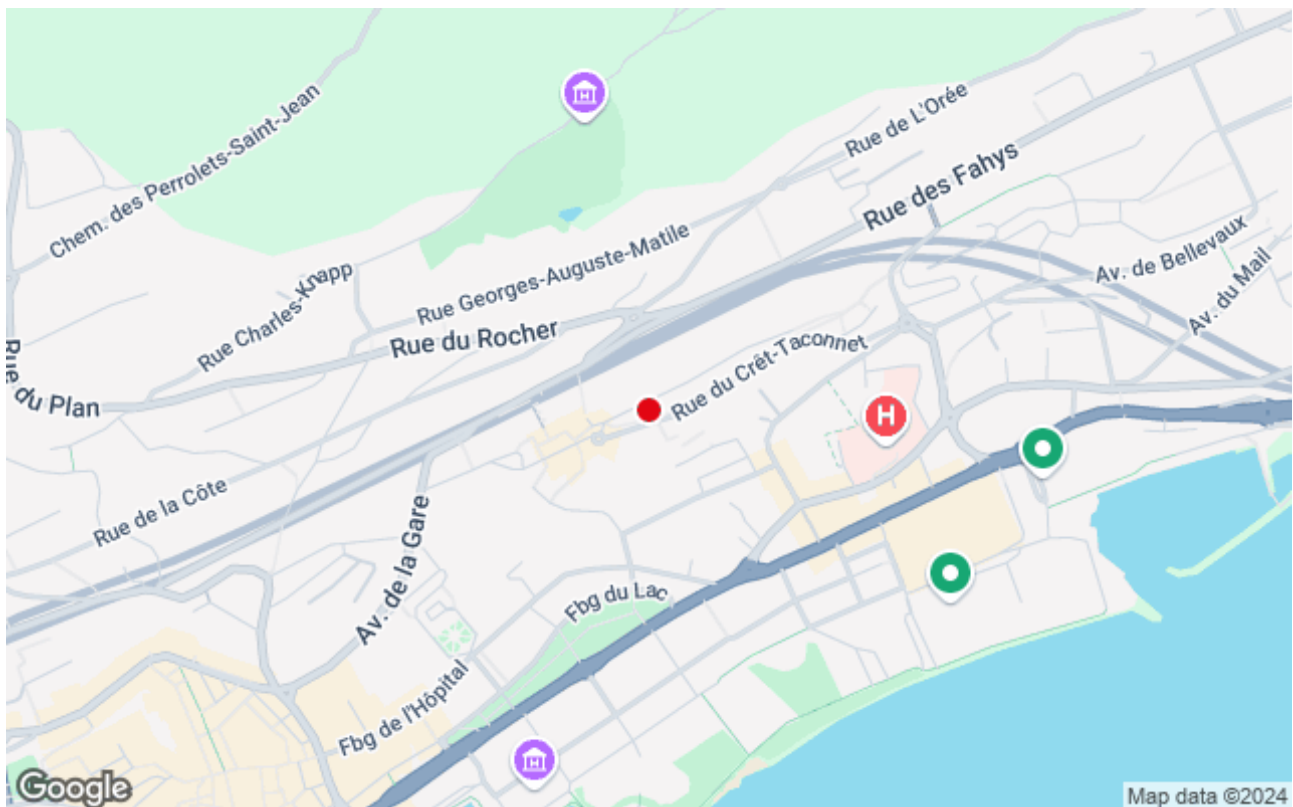 Chem. des Perrolets-Saint-Jean
Rue de L'Orée
Rue des Fahys
Rue Georges-Auguste-Matile
Rue Charles-Knapp
Av. de Bellevaux
Av. du Mail
Rue du Rocher
Rue du Plan
Rue du Crêt-Taconnet
H
Rue de la Côte
Av. de la Gare
Fbg du Lac
Fbg de l'Hôpital
Google
Map data ©2024